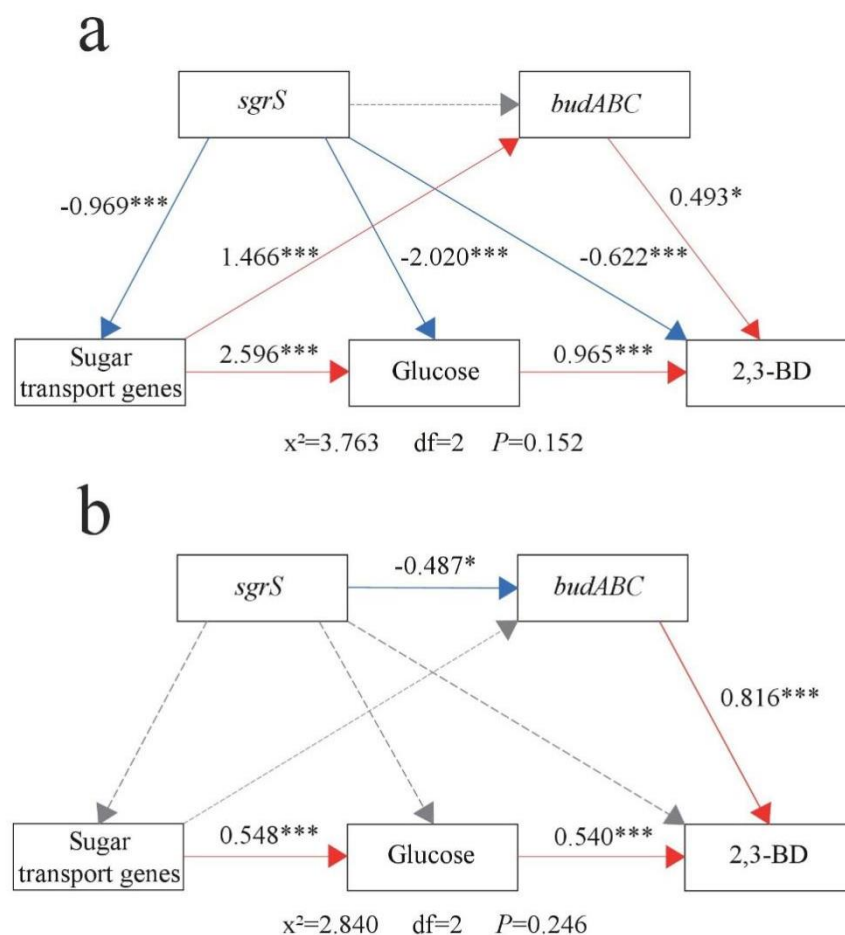 a
sgrS
budABC
-0.969***
0.493*
1.466***
-2.020***
-0.622***
Sugar
transport genes
2.596***
Glucose
0.965***
2,3-BD
x²=3.763 df=2 P=0.152
b
sgrS
-0.487*
budABC
0.816***
Sugar
transport genes
0.548***
Glucose
0.540***
2,3-BD
x²=2.840 df=2 P=0.246